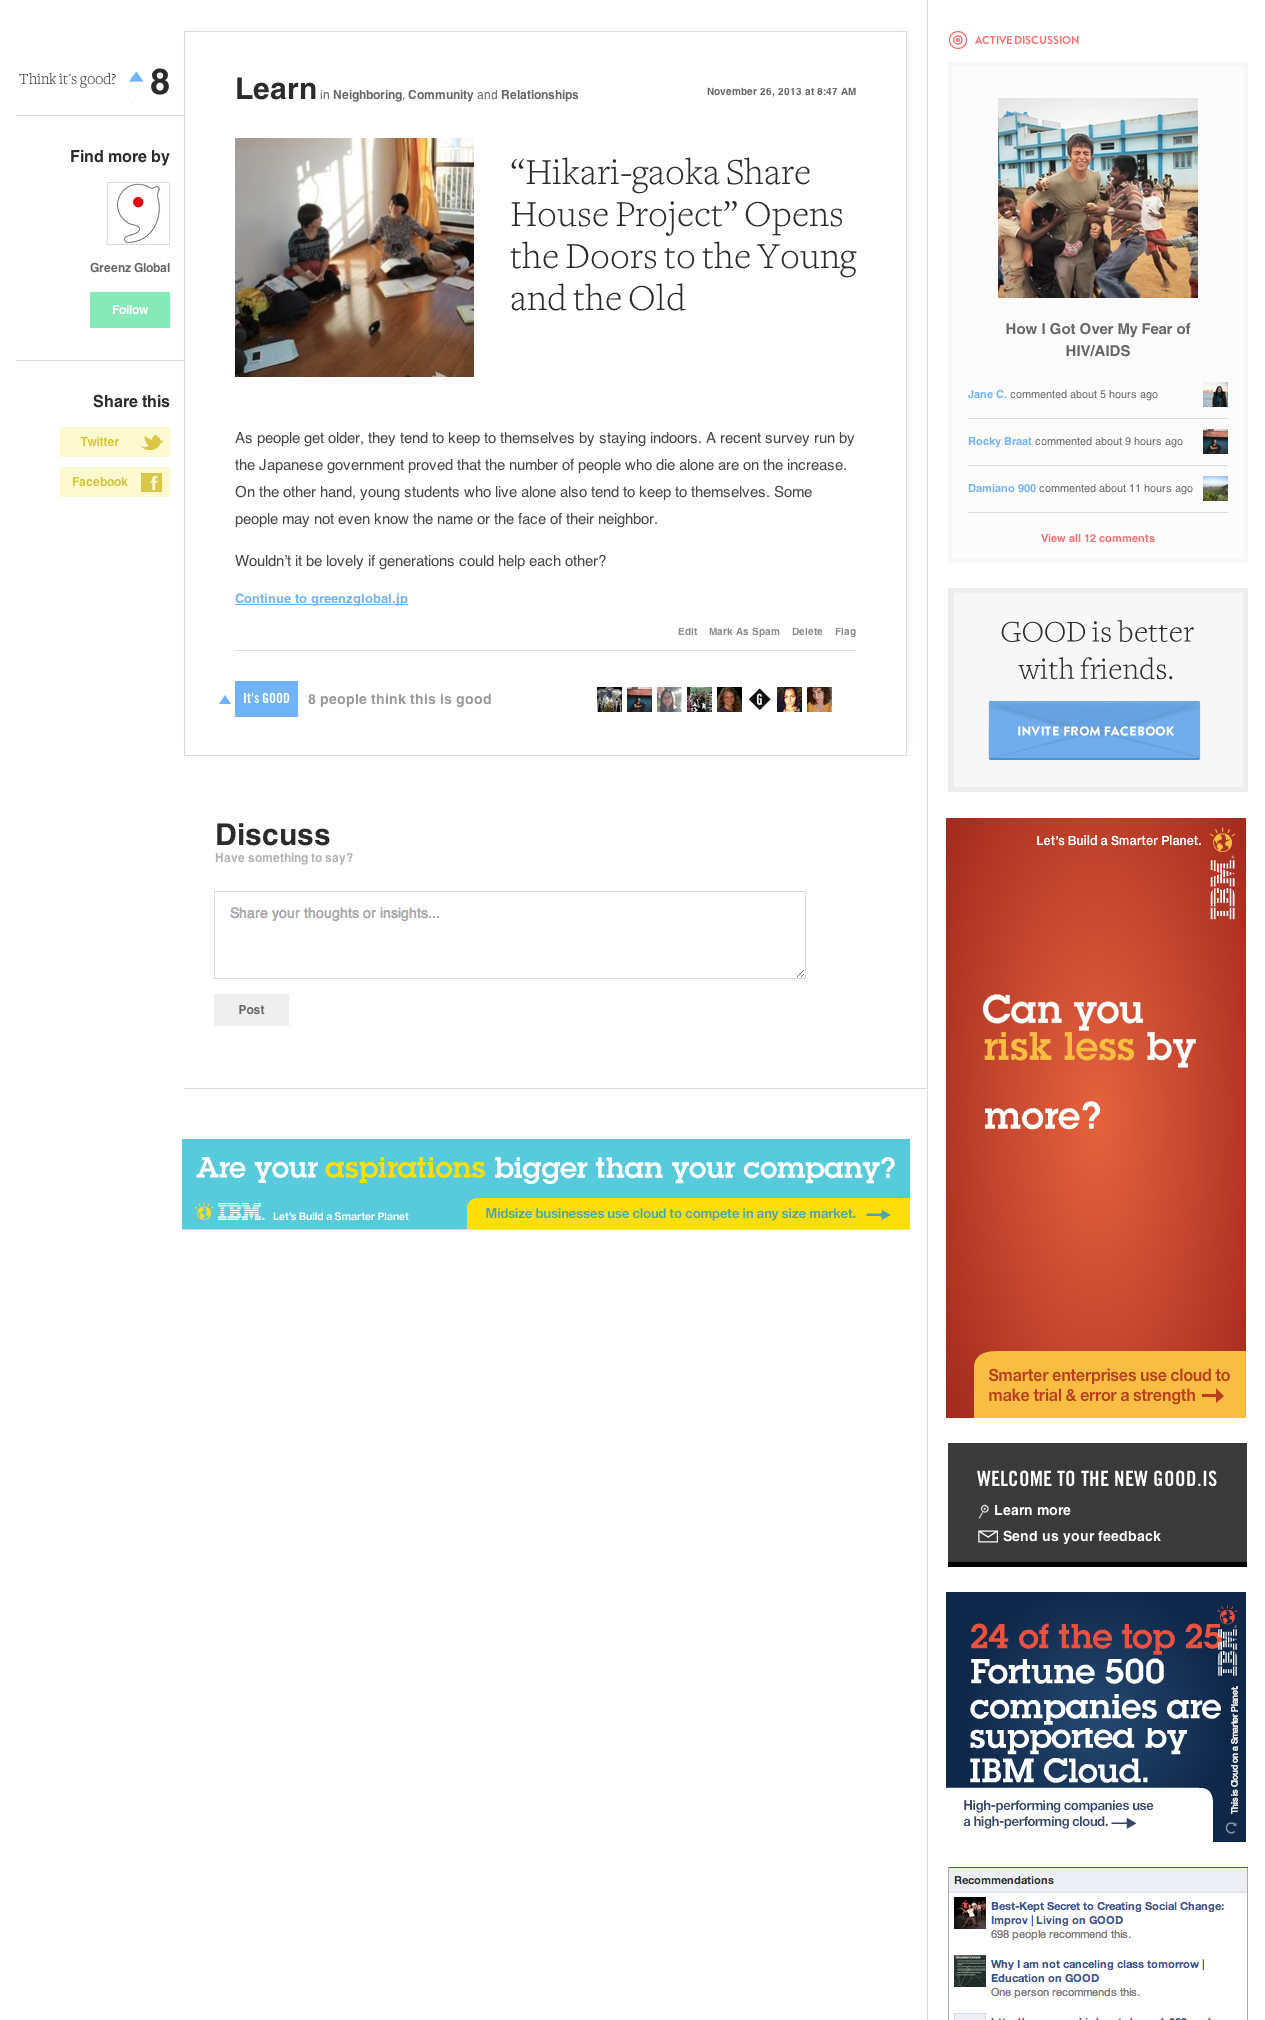 Think it's good? 8
Find more by
Greenz Global
Follow
Share this
Twitter
Facebook
Learn in Neighboring, Community and Relationships
November 26, 2013 at 8:47 AM
“Hikari-gaoka Share
House Project” Opens
the Doors to the Young
and the Old
As people get older, they tend to keep to themselves by staying indoors. A recent survey run by
the Japanese government proved that the number of people who die alone are on the increase.
On the other hand, young students who live alone also tend to keep to themselves. Some
people may not even know the name or the face of their neighbor.
Wouldn’t it be lovely if generations could help each other?
Continue to greenzglobal.jp
Edit Mark As Spam Delete Flag
It's GOOD 8 people think this is good
G
Discuss
Have something to say?
Share your thoughts or insights...
Post
Are your aspirations bigger than your company?
IBM. Let's Build a Smarter Planet
Midsize businesses use cloud to compete in any size market.
ACTIVE DISCUSSION
How I Got Over My Fear of
HIV/AIDS
Jane C. commented about 5 hours ago
Rocky Braat commented about 9 hours ago
Damiano 900 commented about 11 hours ago
View all 12 comments
GOOD is better
with friends.
INVITE FROM FACEBOOK
Let's Build a Smarter Planet.
IBM.
Can you
risk less by
more?
Smarter enterprises use cloud to
make trial & error a strength
WELCOME TO THE NEW GOOD.IS
Learn more
Send us your feedback
24 of the top 25
Fortune 500
companies are
supported by
IBM Cloud.
IBM
This is Cloud on a Smarter Planet.
High-performing companies use
a high-performing cloud.
Recommendations
Best-Kept Secret to Creating Social Change:
Improv | Living on GOOD
698 people recommend this.
Why I am not canceling class tomorrow |
Education on GOOD
One person recommends this.